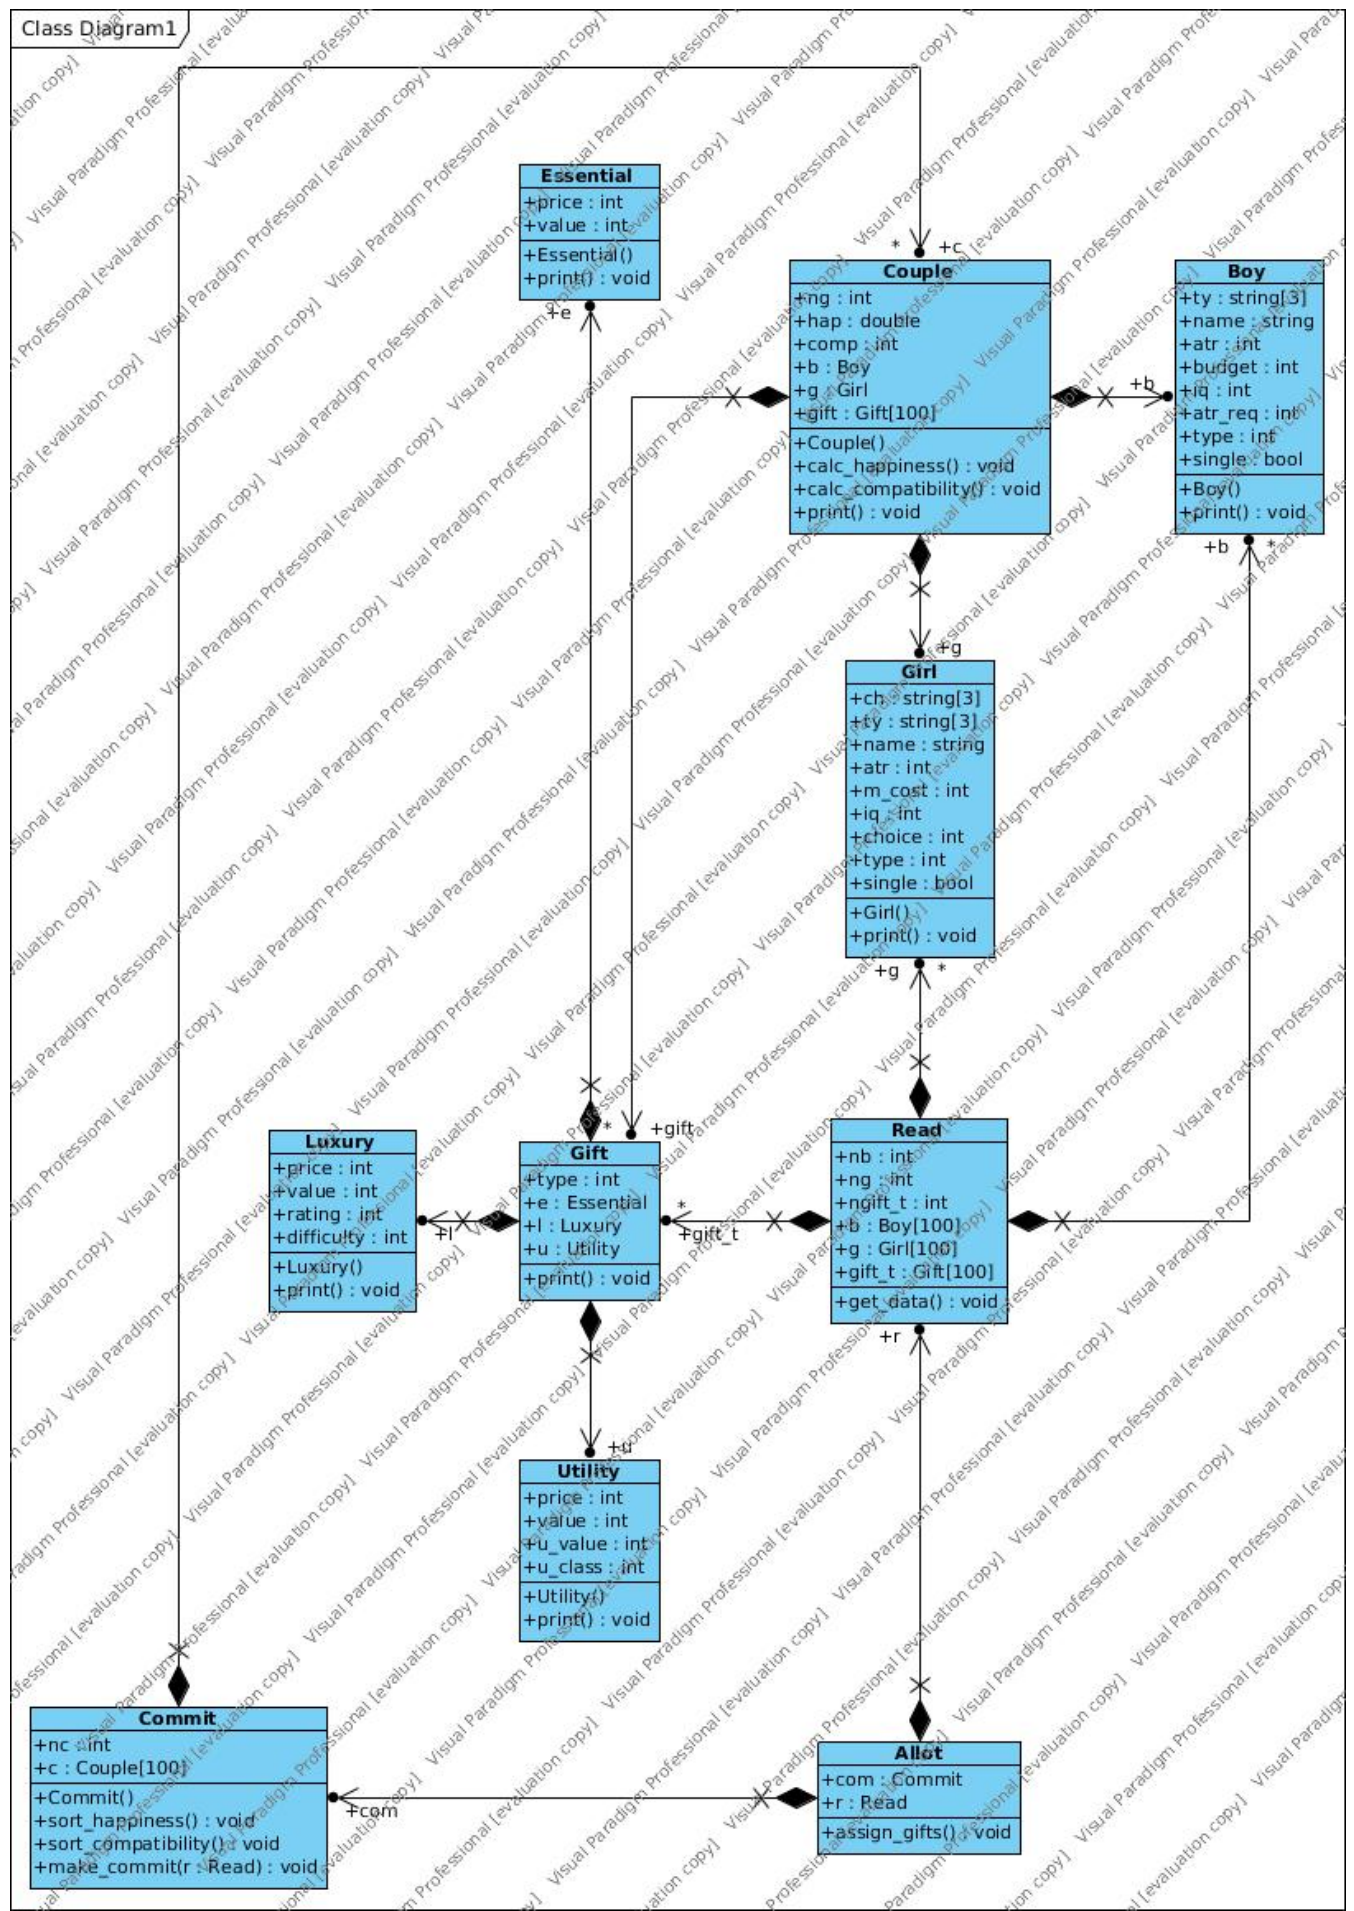 Class Diagram1
Essential
+price : int
+value : int
+Essential()
+print() : void
+e
* +c
Couple
+ng : int
+hap : double
+comp : int
+b : Boy
+g : Girl
+gift : Gift[100]
+Couple()
+calc_happiness() : void
+calc_compatibility() : void
+print() : void
+b
Boy
+ty : string[3]
+name : string
+atr : int
+budget : int
+iq : int
+atr_req : int
+type : int
+single : bool
+Boy()
+print() : void
+b *
+g
Girl
+ch : string[3]
+ty : string[3]
+name : string
+atr : int
+m_cost : int
+iq : int
+choice : int
+type : int
+single : bool
+Girl()
+print() : void
+g *
Luxury
+price : int
+value : int
+rating : int
+difficulty : int
+Luxury()
+print() : void
+l
* +gift
Gift
+type : int
+e : Essential
+l : Luxury
+u : Utility
+print() : void
*
+gift_t
Read
+nb : int
+ng : int
+ngift_t : int
+b : Boy[100]
+g : Girl[100]
+gift_t : Gift[100]
+get_data() : void
+r
+u
Utility
+price : int
+value : int
+u_value : int
+u_class : int
+Utility()
+print() : void
Commit
+nc : int
+c : Couple[100]
+Commit()
+sort_happiness() : void
+sort_compatibility() : void
+make_commit(r : Read) : void
+com
Allot
+com : Commit
+r : Read
+assign_gifts() : void
Visual Paradigm Professional [evaluation copy]